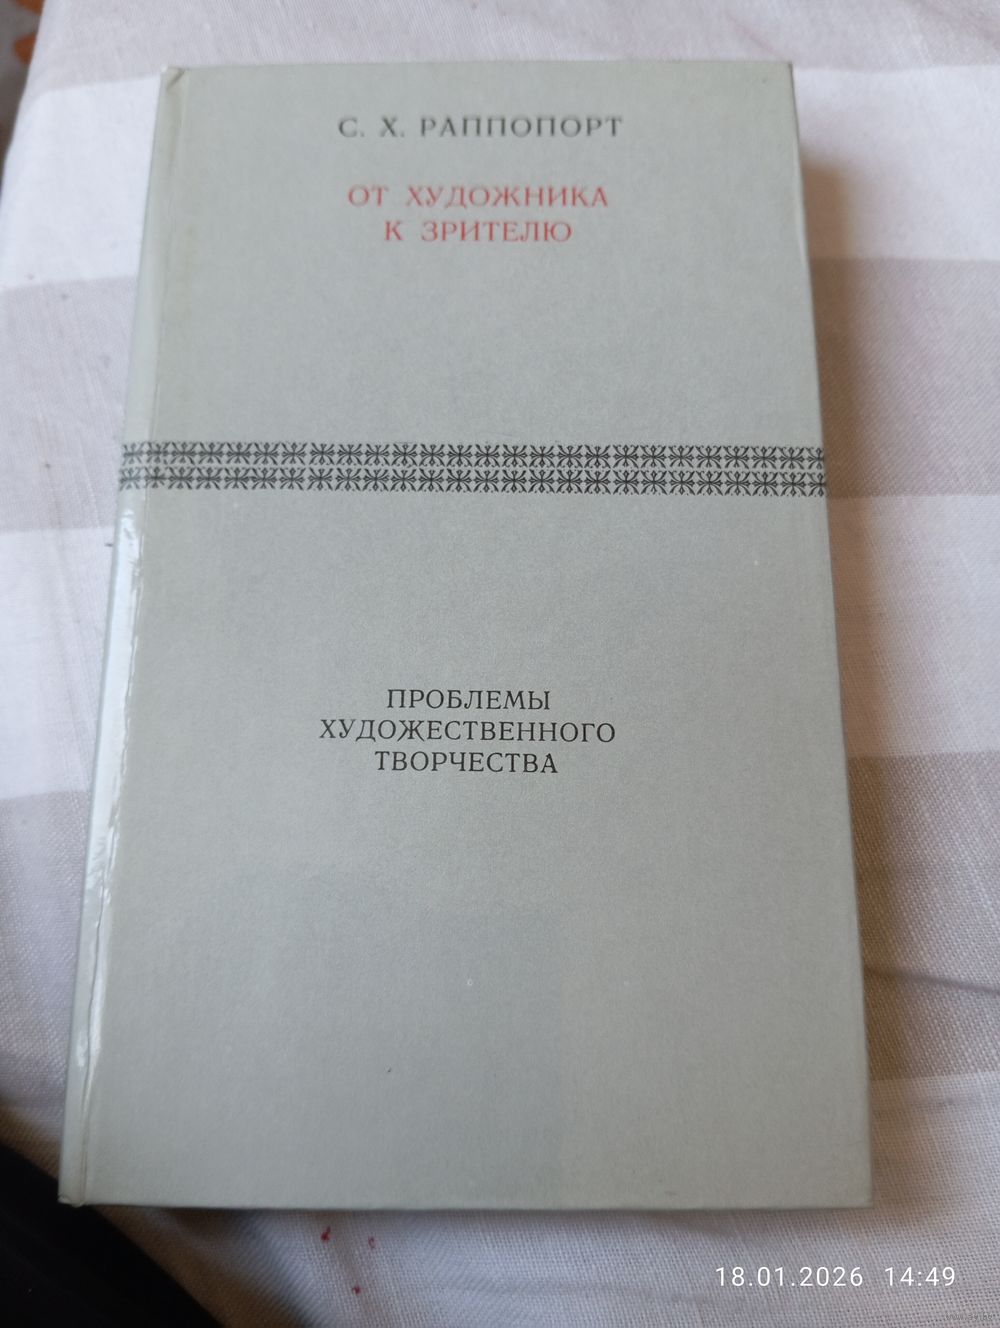 С. Х. РАППОПОРТ
ОТ ХУДОЖНИКА
К ЗРИТЕЛЮ
ПРОБЛЕМЫ
ХУДОЖЕСТВЕННОГО
ТВОРЧЕСТВА
18.01.2026 14:49